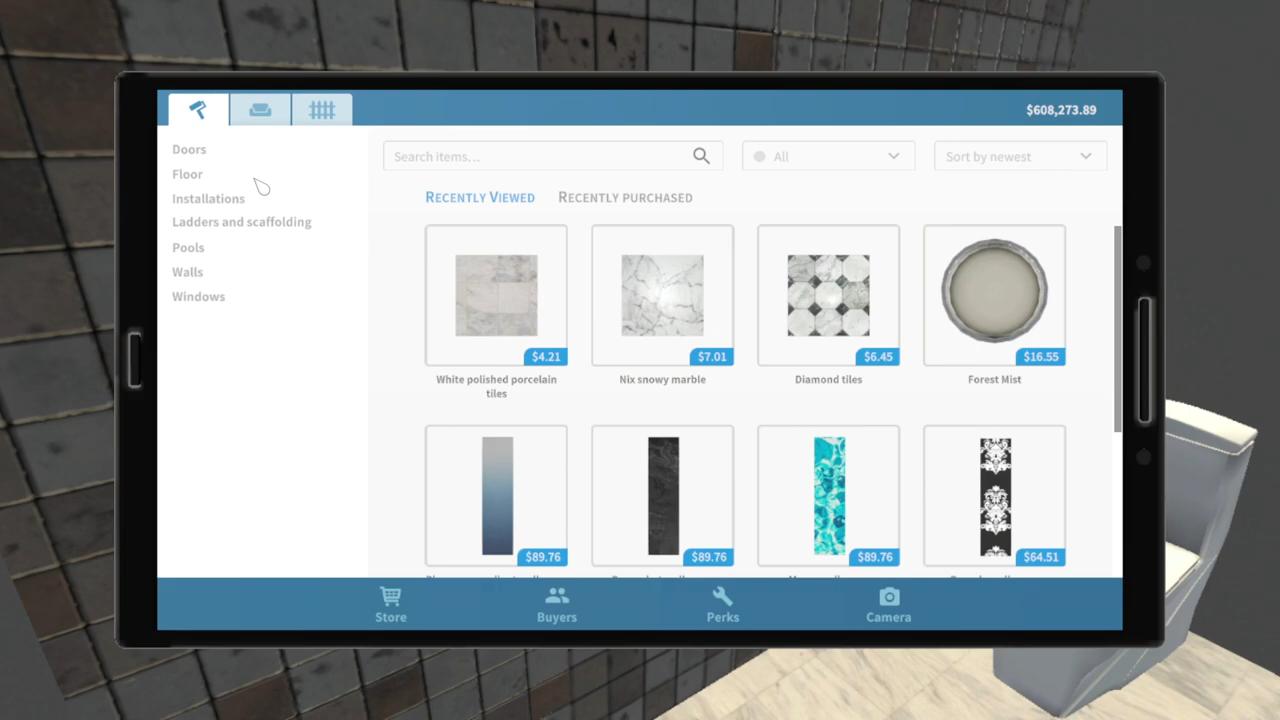 $608,273.89
Doors
Floor
Installations
Ladders and scaffolding
Pools
Walls
Windows
Search items...
All
Sort by newest
Recently Viewed
Recently purchased
$4.21
$7.01
$6.45
$16.55
White polished porcelain
tiles
Nix snowy marble
Diamond tiles
Forest Mist
$89.76
$89.76
$89.76
$64.51
Store
Buyers
Perks
Camera